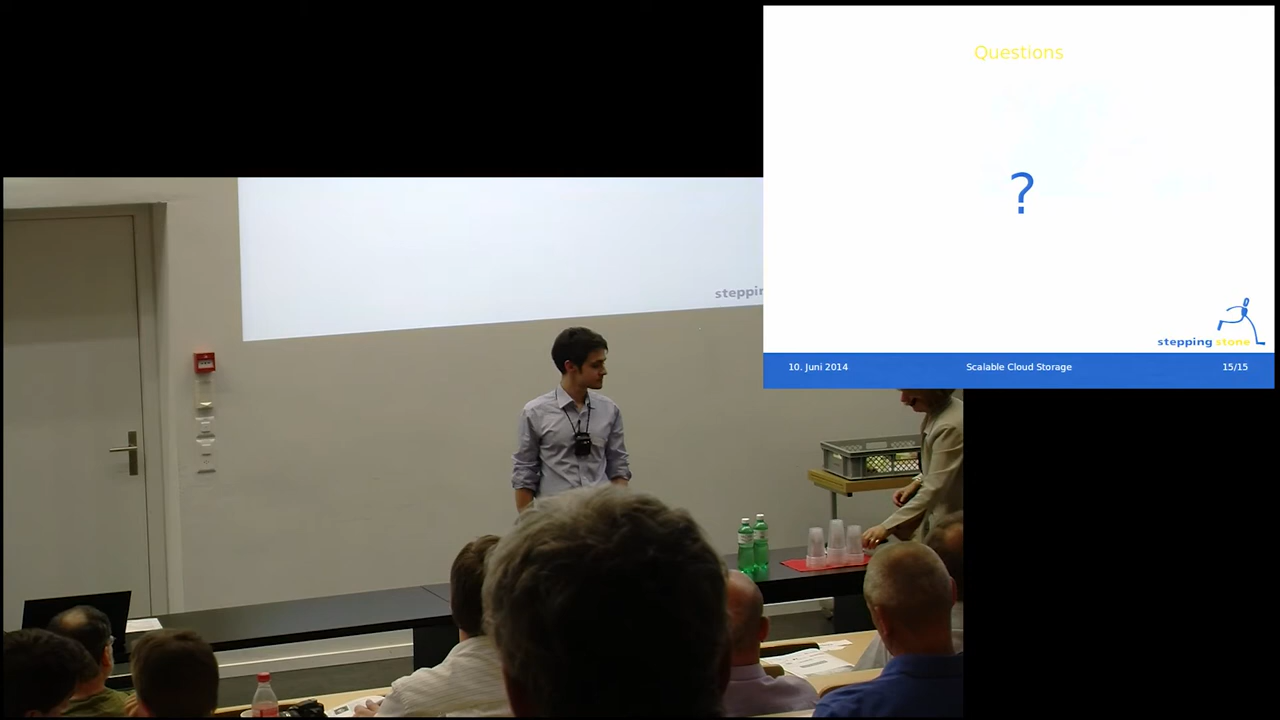 Questions
?
stepping stone
10. Juni 2014 Scalable Cloud Storage 15/15
steppin